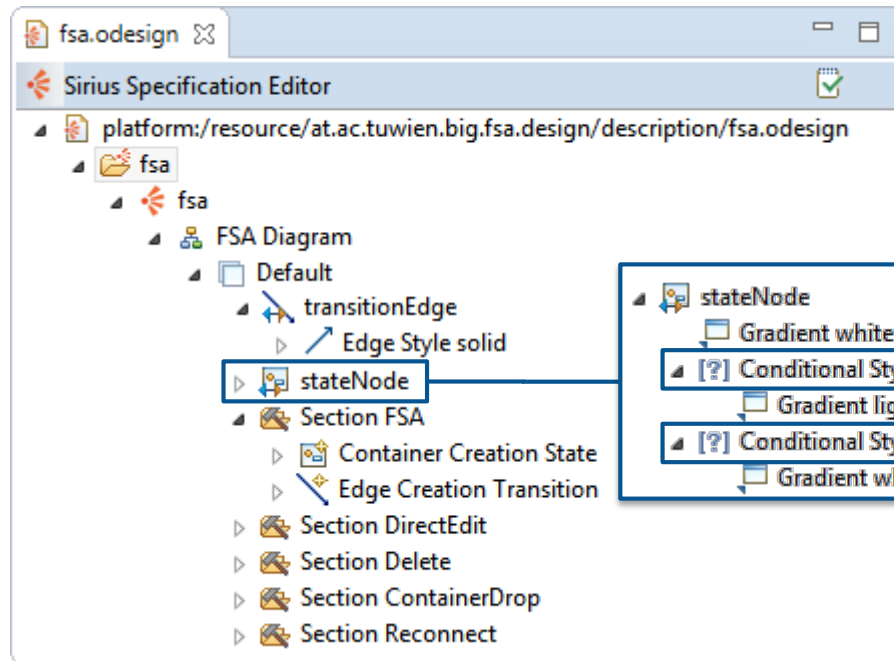 fsa.odesign
Sirius Specification Editor
platform:/resource/at.ac.tuwien.big.fsa.design/description/fsa.odesign
fsa
fsa
FSA Diagram
Default
transitionEdge
Edge Style solid
stateNode
Section FSA
Container Creation State
Edge Creation Transition
Section DirectEdit
Section Delete
Section ContainerDrop
Section Reconnect
stateNode
Gradient white
[?] Conditional
Gradient
[?] Conditional
Gradient